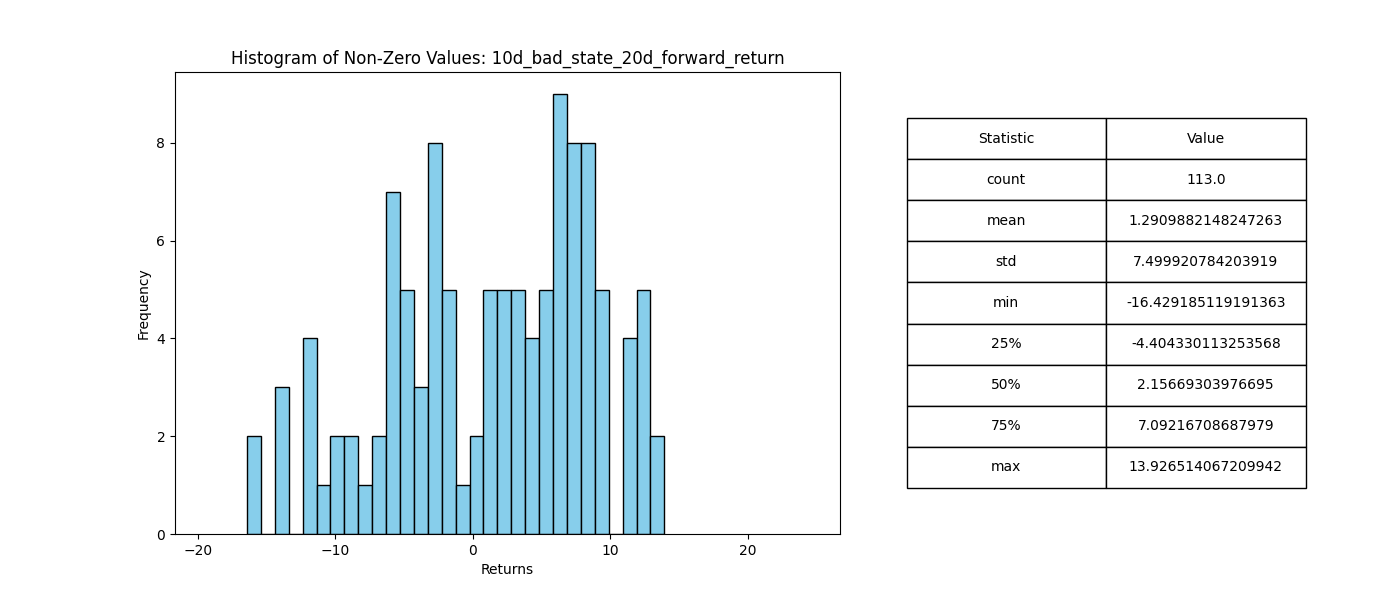 Histogram of Non-Zero Values: 10d_bad_state_20d_forward_return
Frequency
8
6
4
2
0
−20
−10
0
10
20
Returns
Statistic Value
count 113.0
mean 1.2909882148247263
std 7.499920784203919
min -16.429185119191363
25% -4.404330113253568
50% 2.15669303976695
75% 7.09216708687979
max 13.926514067209942